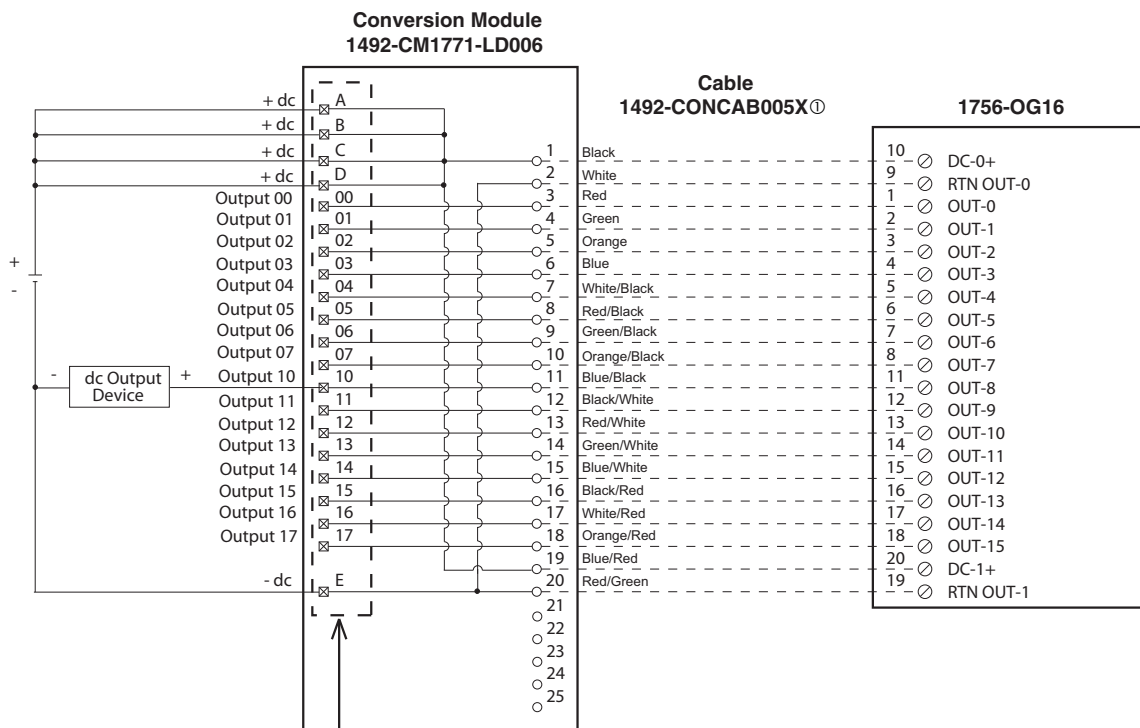 Conversion Module
1492-CM1771-LD006
Cable
1492-CONCAB005X①
1756-OG16
+ dc A
+ dc B
+ dc C 1 Black 10 DC-0+
+ dc D 2 White 9 RTN OUT-0
Output 00 00 3 Red 1 OUT-0
Output 01 01 4 Green 2 OUT-1
Output 02 02 5 Orange 3 OUT-2
Output 03 03 6 Blue 4 OUT-3
Output 04 04 7 White/Black 5 OUT-4
Output 05 05 8 Red/Black 6 OUT-5
Output 06 06 9 Green/Black 7 OUT-6
Output 07 07 10 Orange/Black 8 OUT-7
Output 10 10 11 Blue/Black 11 OUT-8
Output 11 11 12 Black/White 12 OUT-9
Output 12 12 13 Red/White 13 OUT-10
Output 13 13 14 Green/White 14 OUT-11
Output 14 14 15 Blue/White 15 OUT-12
Output 15 15 16 Black/Red 16 OUT-13
Output 16 16 17 White/Red 17 OUT-14
Output 17 17 18 Orange/Red 18 OUT-15
19 Blue/Red 20 DC-1+
- dc E 20 Red/Green 19 RTN OUT-1
21
22
23
24
25
+
-
- dc Output +
Device